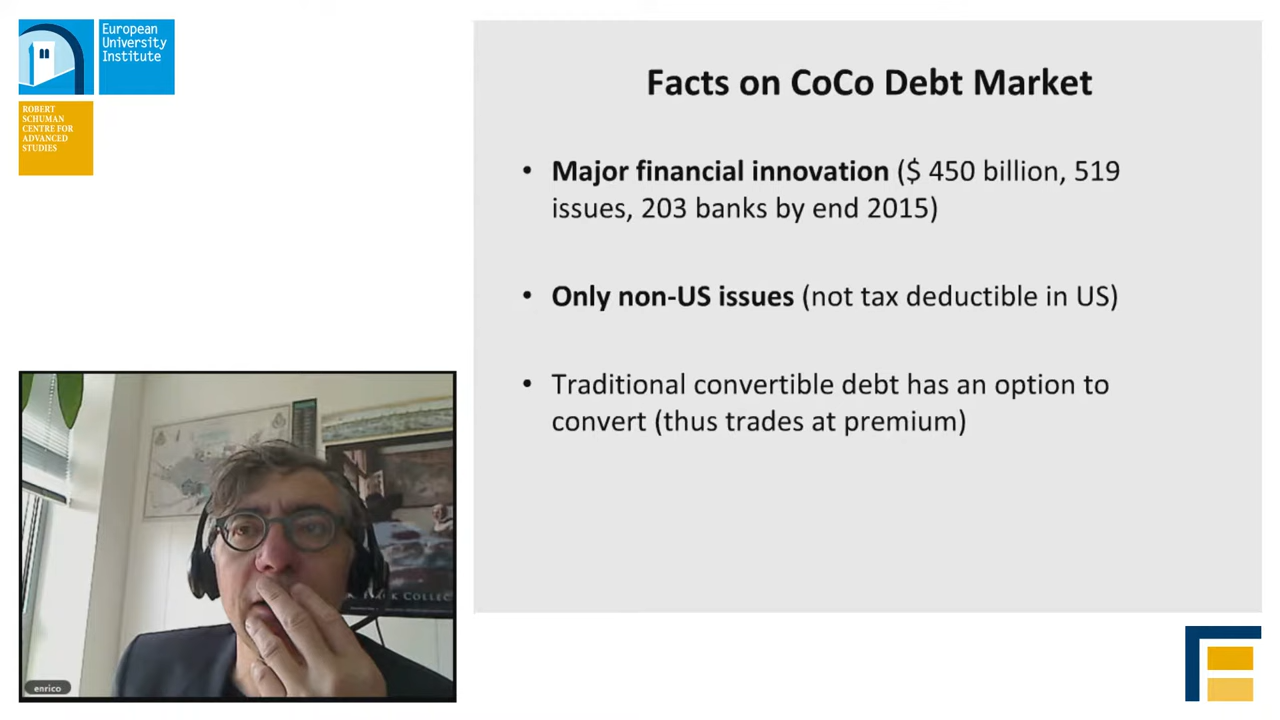 European
University
Institute
ROBERT
SCHUMAN
CENTRE FOR
ADVANCED
STUDIES
Facts on CoCo Debt Market
• Major financial innovation ($ 450 billion, 519
issues, 203 banks by end 2015)
• Only non-US issues (not tax deductible in US)
• Traditional convertible debt has an option to
convert (thus trades at premium)
enrico